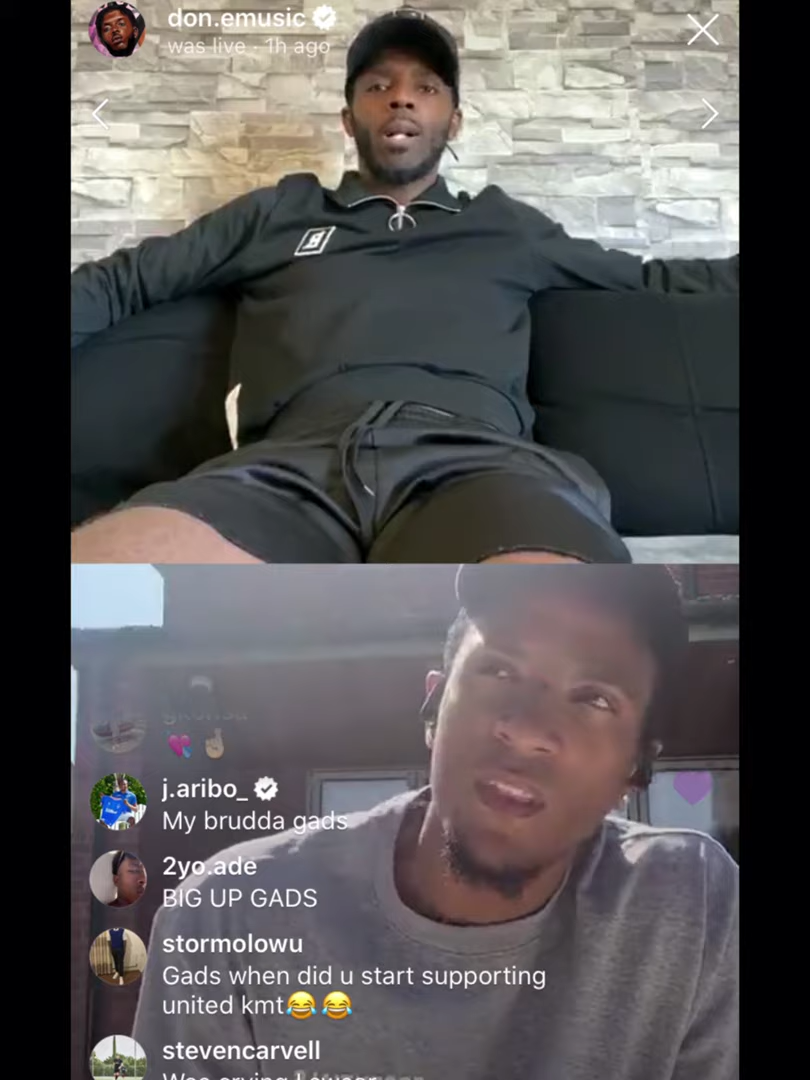 don.emusic
was live · 1h ago
j.aribo_
My brudda gads
2yo.ade
BIG UP GADS
stormolowu
Gads when did u start supporting
united kmt😂😂
stevencarvell